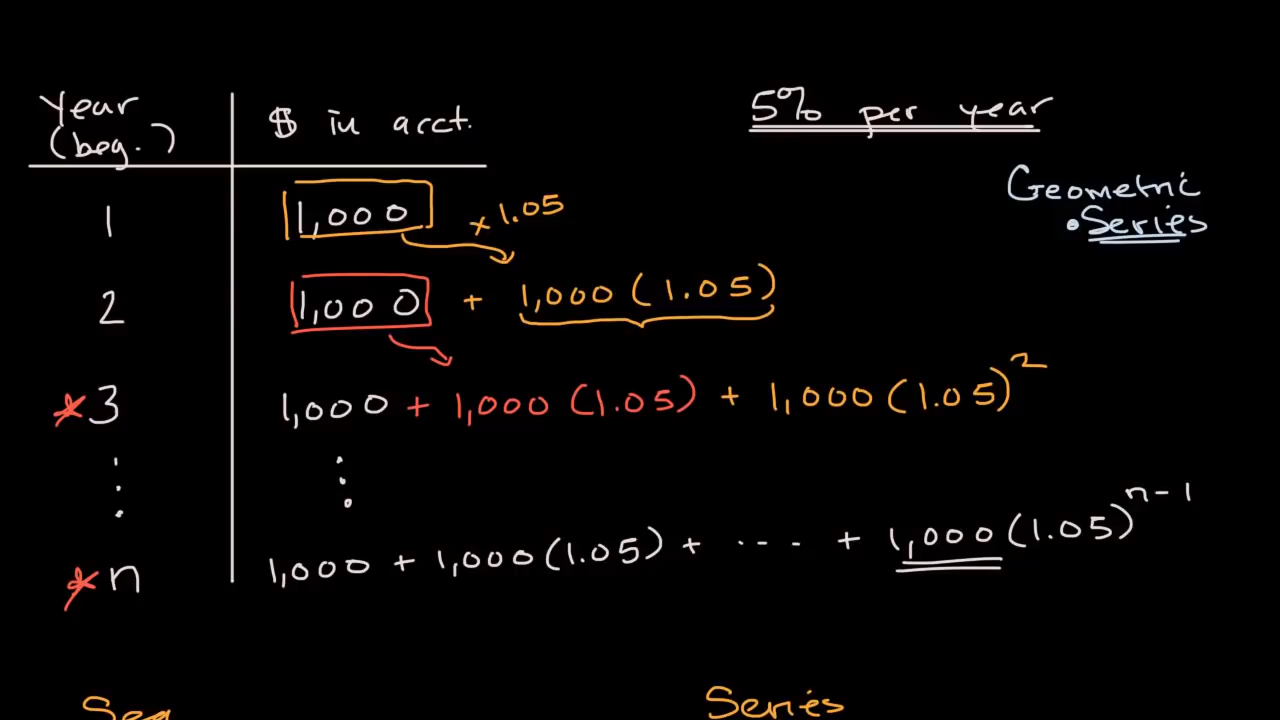 Year
(beg.)
$ in acct.
5% per year
Geometric
• Series
1
1,000
× 1.05
2
1,000 + 1,000 (1.05)
*3
1,000 + 1,000 (1.05) + 1,000 (1.05)^2
⋮
⋮
*n
1,000 + 1,000 (1.05) + ... + 1,000 (1.05)^n-1
Seq
Series